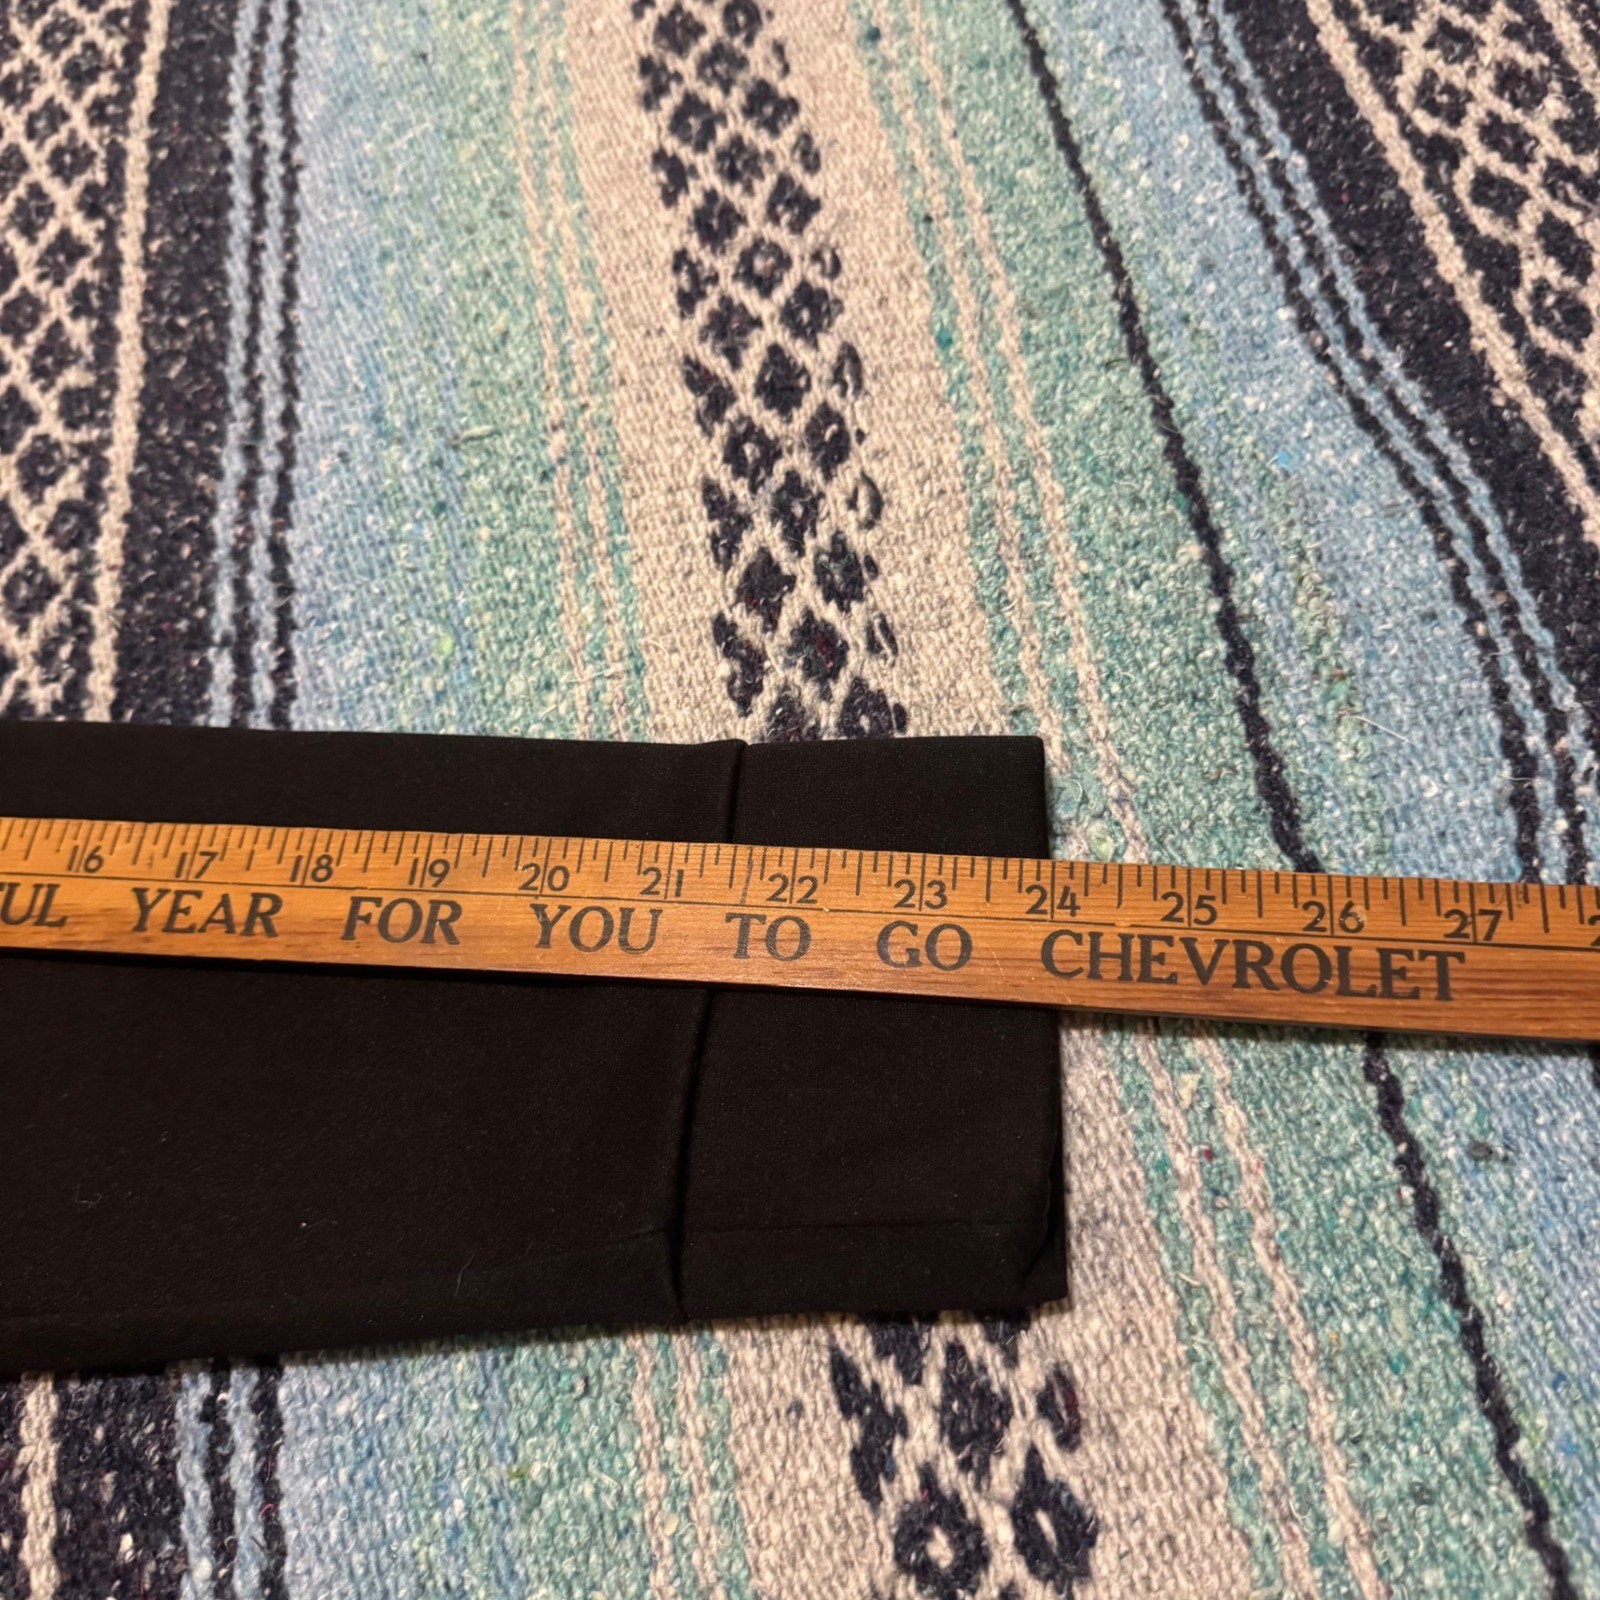 16 17 18 19 20 21 22 23 24 25 26 27
YEAR FOR YOU TO GO CHEVROLET